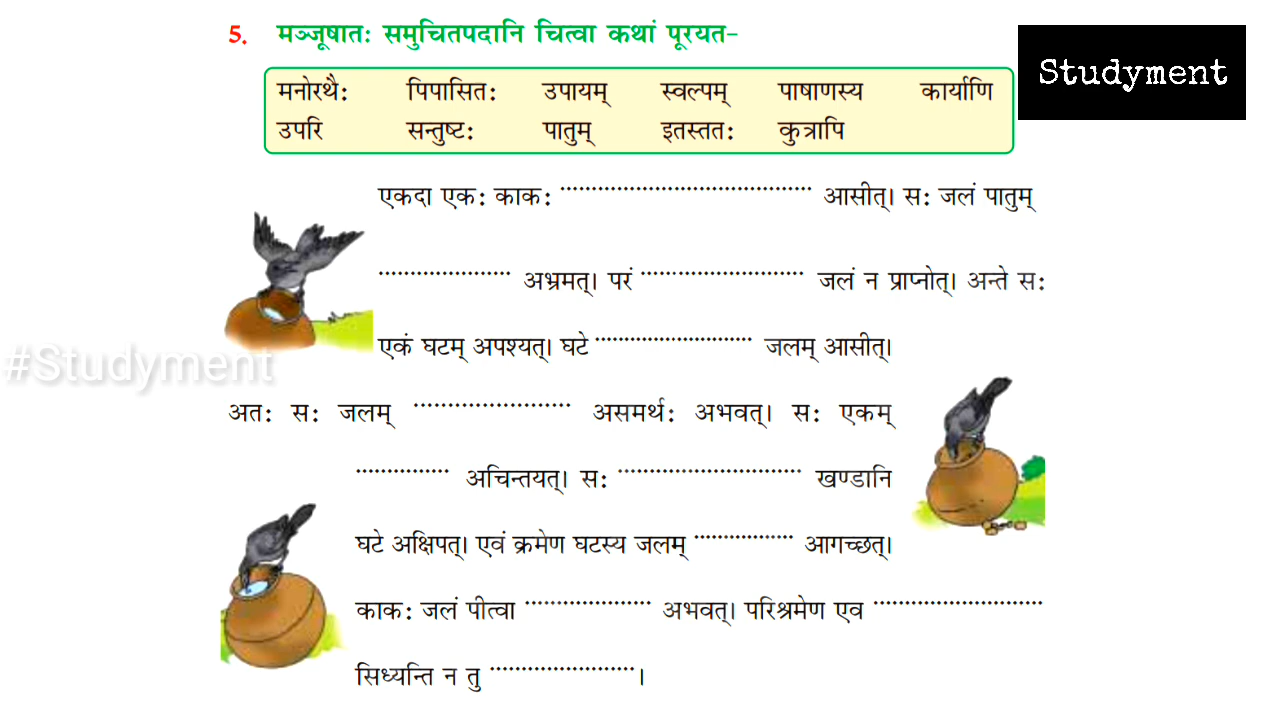 5. मञ्जूषातः समुचितपदानि चित्वा कथां पूरयत-
Studyment
मनोरथैः पिपासितः उपायम् स्वल्पम् पाषाणस्य कार्याणि
उपरि सन्तुष्टः पातुम् इतस्ततः कुत्रापि
एकदा एकः काकः ........................................ आसीत्। सः जलं पातुम्
..................... अभ्रमत्। परं .......................... जलं न प्राप्नोत्। अन्ते सः
एकं घटम् अपश्यत्। घटे ......................... जलम् आसीत्।
#Studyment
अतः सः जलम् ......................... असमर्थः अभवत्। सः एकम्
............... अचिन्तयत्। सः ............................. खण्डानि
घटे अक्षिपत्। एवं क्रमेण घटस्य जलम् ................ आगच्छत्।
काकः जलं पीत्वा .................... अभवत्। परिश्रमेण एव ...........................
सिध्यन्ति न तु ....................... ।